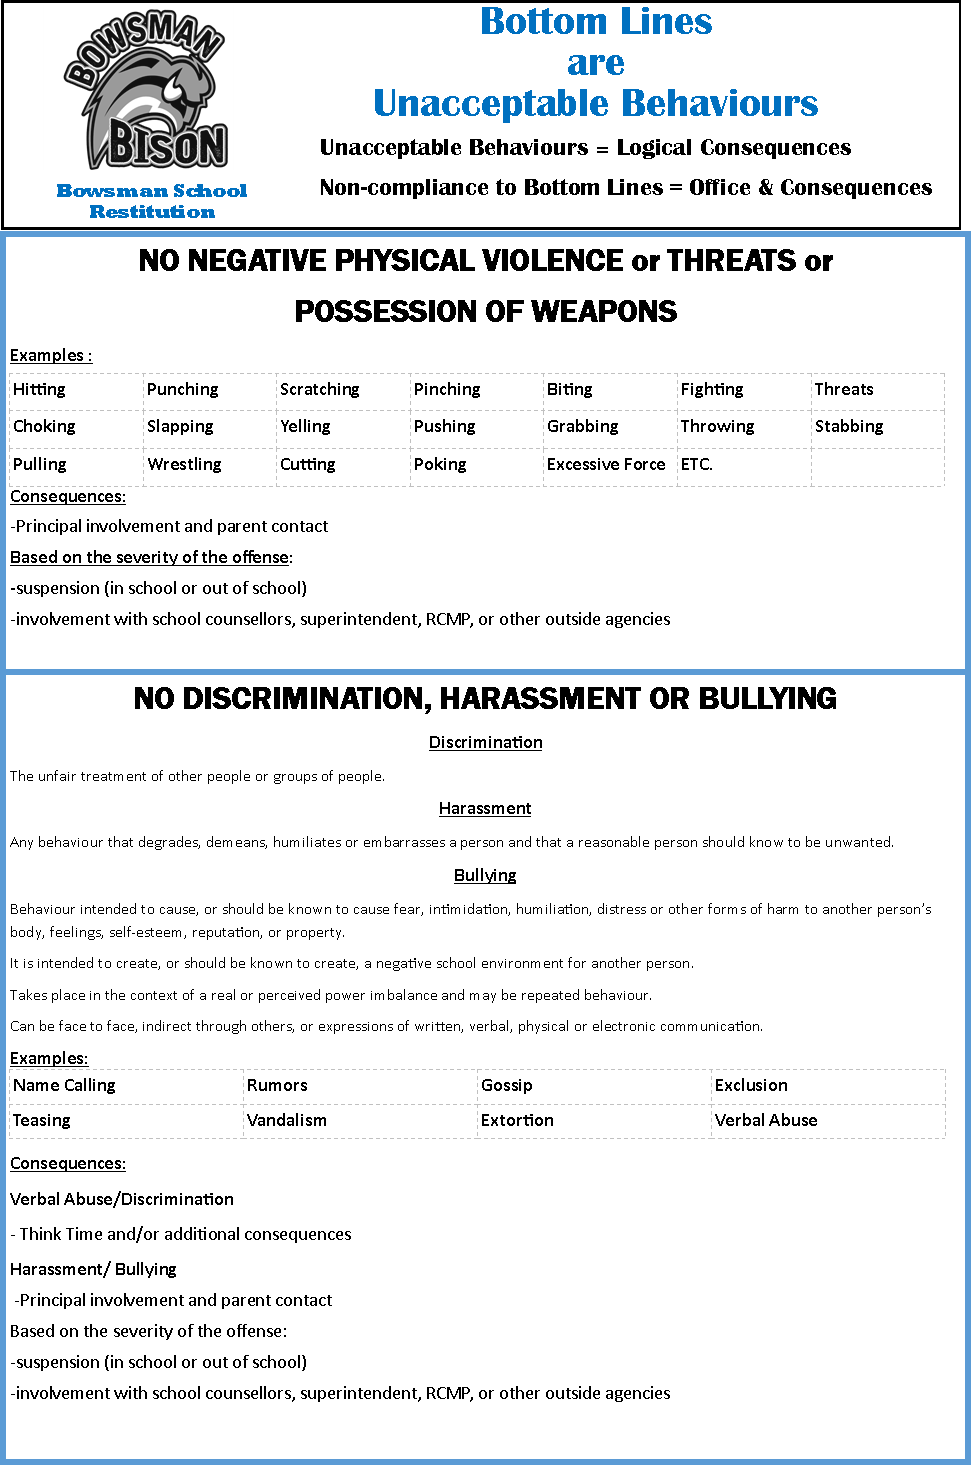 BOWSMAN
BISON
Bowsman School
Restitution
Bottom Lines
are
Unacceptable Behaviours
Unacceptable Behaviours = Logical Consequences
Non-compliance to Bottom Lines = Office & Consequences
NO NEGATIVE PHYSICAL VIOLENCE or THREATS or
POSSESSION OF WEAPONS
Examples :
Hitting Punching Scratching Pinching Biting Fighting Threats
Choking Slapping Yelling Pushing Grabbing Throwing Stabbing
Pulling Wrestling Cutting Poking Excessive Force ETC.
Consequences:
-Principal involvement and parent contact
Based on the severity of the offense:
-suspension (in school or out of school)
-involvement with school counsellors, superintendent, RCMP, or other outside agencies
NO DISCRIMINATION, HARASSMENT OR BULLYING
Discrimination
The unfair treatment of other people or groups of people.
Harassment
Any behaviour that degrades, demeans, humiliates or embarrasses a person and that a reasonable person should know to be unwanted.
Bullying
Behaviour intended to cause, or should be known to cause fear, intimidation, humiliation, distress or other forms of harm to another person's
body, feelings, self-esteem, reputation, or property.
It is intended to create, or should be known to create, a negative school environment for another person.
Takes place in the context of a real or perceived power imbalance and may be repeated behaviour.
Can be face to face, indirect through others, or expressions of written, verbal, physical or electronic communication.
Examples:
Name Calling Rumors Gossip Exclusion
Teasing Vandalism Extortion Verbal Abuse
Consequences:
Verbal Abuse/Discrimination
- Think Time and/or additional consequences
Harassment/ Bullying
-Principal involvement and parent contact
Based on the severity of the offense:
-suspension (in school or out of school)
-involvement with school counsellors, superintendent, RCMP, or other outside agencies